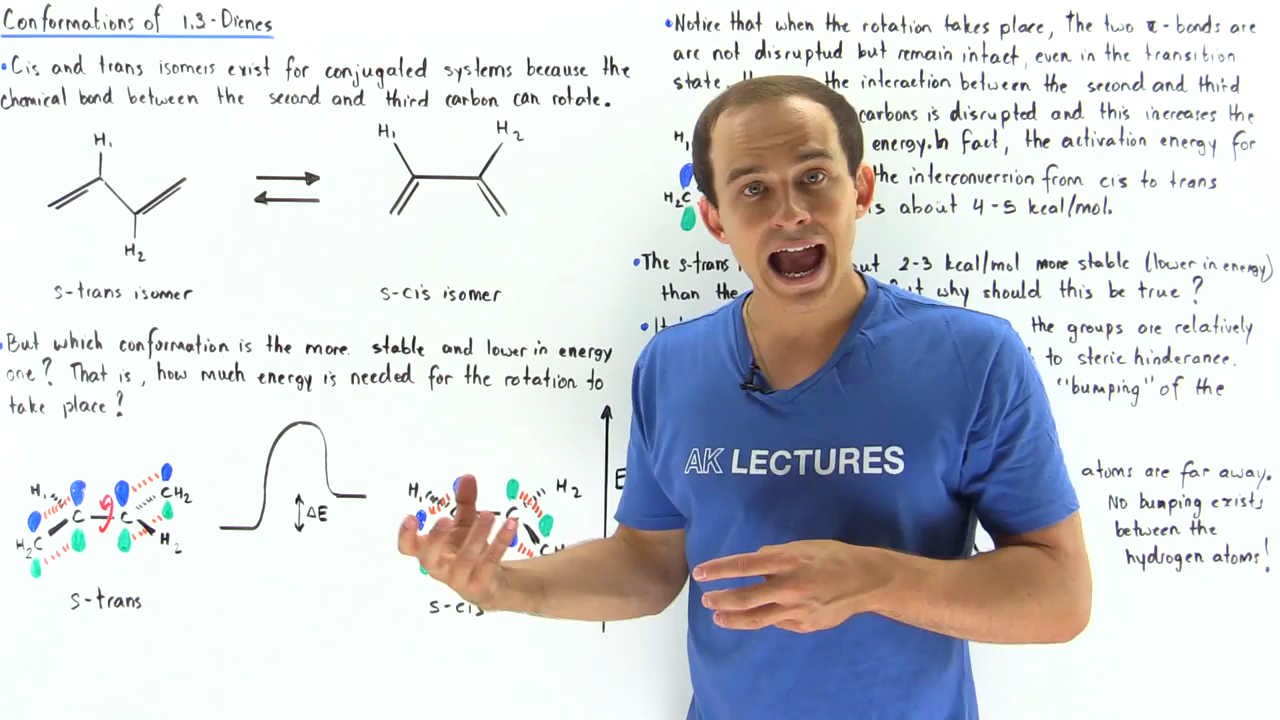 Conformations of 1,3-Dienes
•Cis and trans isomers exist for conjugated systems because the
chemical bond between the second and third carbon can rotate.
H₁
H₂
s-trans isomer
H₁
H₂
s-cis isomer
•But which conformation is the more stable and lower in energy
one? That is, how much energy is needed for the rotation to
take place?
H₁
C
C
CH₂
H₂C
H₂
s-trans
ΔE
H₁
H₂
C
s-cis
E
•Notice that when the rotation takes place, the two π-bonds are
are not disrupted but remain intact, even in the transition
state. the interaction between the second and third
carbons is disrupted and this increases the
energy. In fact, the activation energy for
the interconversion from cis to trans
is about 4-5 kcal/mol.
H₁
H₂C
•The s-trans 2-3 kcal/mol more stable (lower in energy)
than the why should this be true?
• the groups are relatively
to steric hinderance.
"bumping" of the
atoms are far away.
No bumping exists
between the
hydrogen atoms!
AK LECTURES